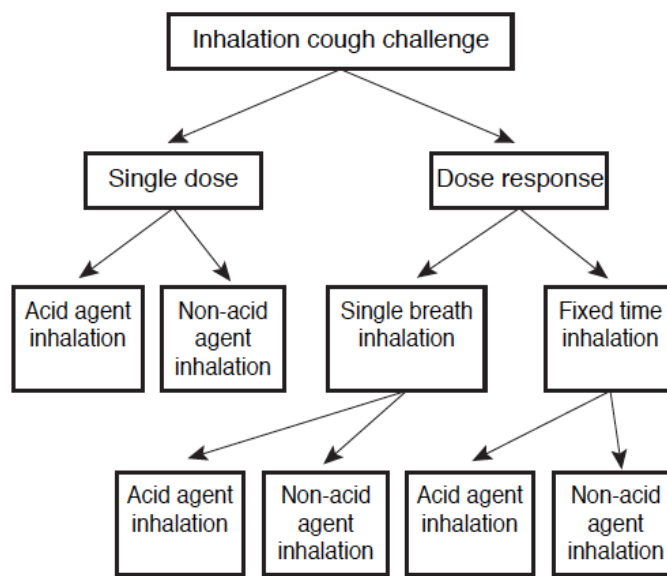 Inhalation cough challenge
Single dose
Dose response
Acid agent
inhalation
Non-acid
agent
inhalation
Single breath
inhalation
Fixed time
inhalation
Acid agent
inhalation
Non-acid
agent
inhalation
Acid agent
inhalation
Non-acid
agent
inhalation